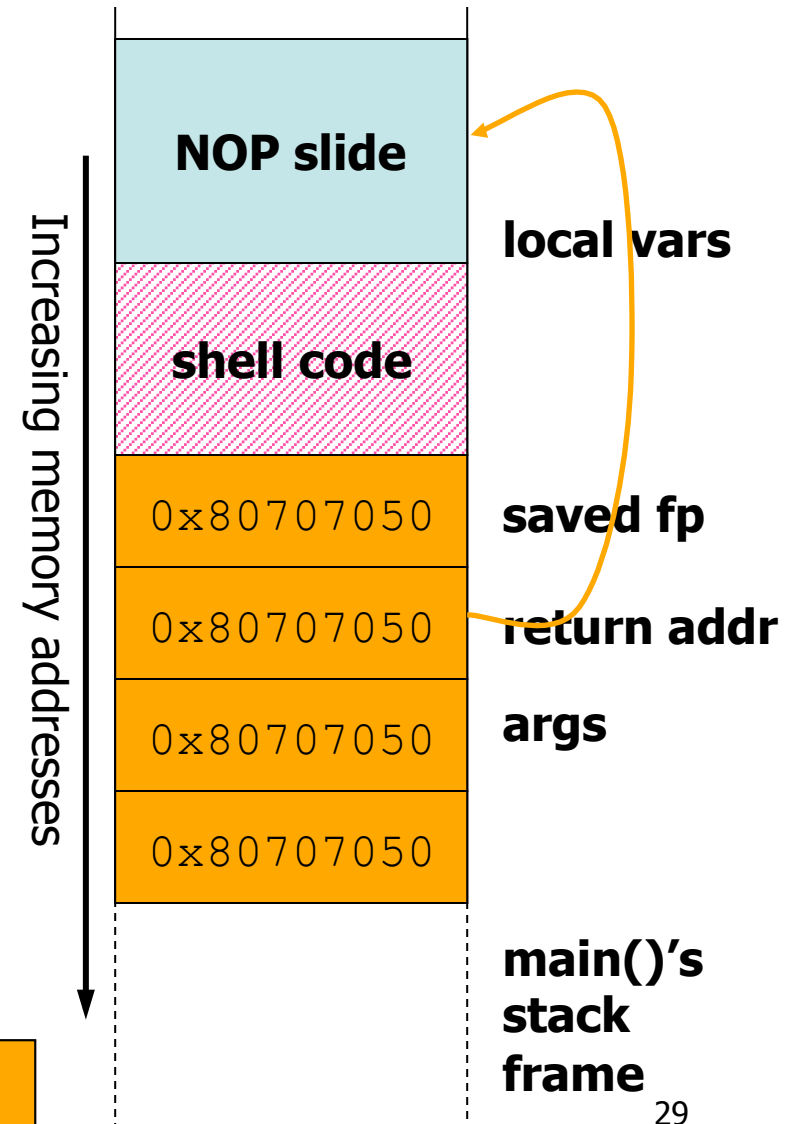 NOP slide
local vars
Increasing memory addresses
shell code
0x80707050
saved fp
0x80707050
return addr
0x80707050
args
0x80707050
main()’s
stack
frame
29